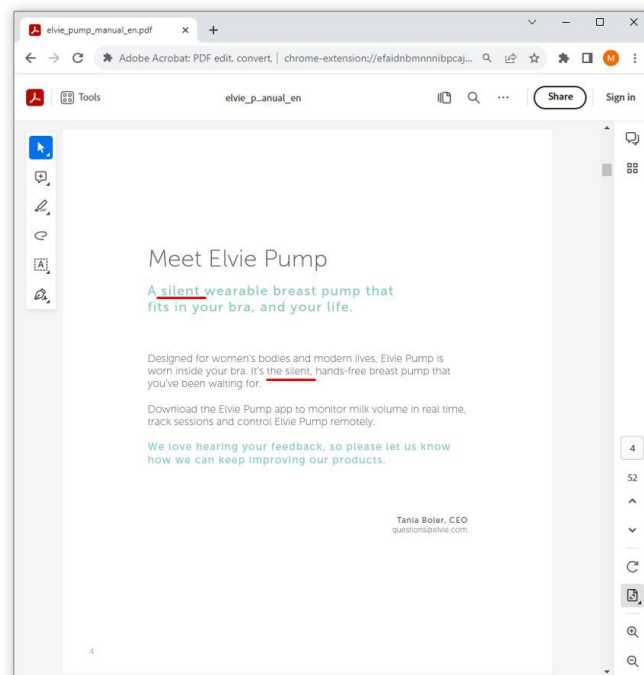 elvie_pump_manual_en.pdf
Adobe Acrobat: PDF edit, convert, | chrome-extension://efaidnbmnnnibpcaj...
M
Tools
elvie_p...anual_en
Share
Sign in
Meet Elvie Pump
A silent wearable breast pump that
fits in your bra, and your life.
Designed for women's bodies and modern lives, Elvie Pump is
worn inside your bra. It's the silent, hands-free breast pump that
you've been waiting for.
Download the Elvie Pump app to monitor milk volume in real time,
track sessions and control Elvie Pump remotely.
We love hearing your feedback, so please let us know
how we can keep improving our products.
Tania Boler, CEO
questions@elvie.com
4
4
52